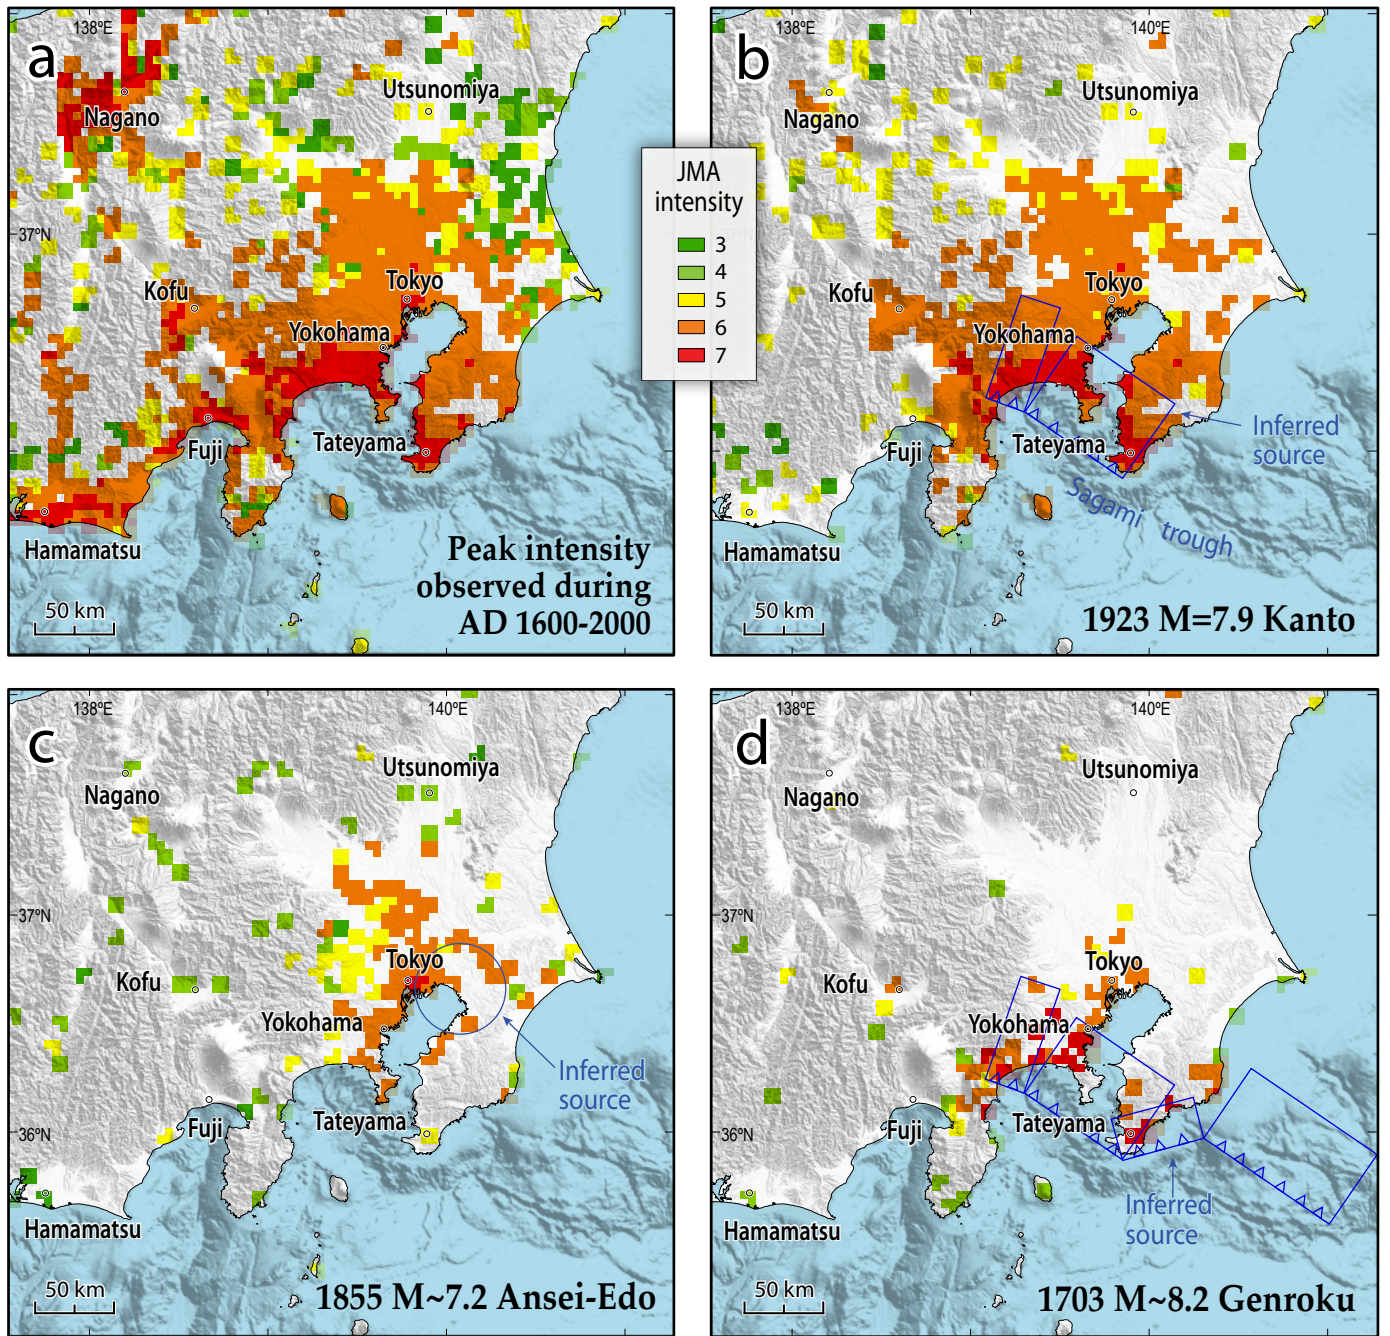 a
138°E
Nagano
Utsunomiya
37°N
Kofu
Tokyo
Yokohama
Fuji
Tateyama
Hamamatsu
50 km
Peak intensity
observed during
AD 1600-2000
JMA
intensity
3
4
5
6
7
b
138°E
140°E
Nagano
Utsunomiya
Kofu
Tokyo
Yokohama
Fuji
Tateyama
Inferred
source
Sagami trough
Hamamatsu
50 km
1923 M=7.9 Kanto
c
138°E
140°E
Nagano
Utsunomiya
37°N
Kofu
Tokyo
Yokohama
Inferred
source
Fuji
Tateyama
36°N
Hamamatsu
50 km
1855 M~7.2 Ansei-Edo
d
138°E
140°E
Nagano
Utsunomiya
37°N
Kofu
Tokyo
Yokohama
Fuji
Tateyama
36°N
Inferred
source
Hamamatsu
50 km
1703 M~8.2 Genroku